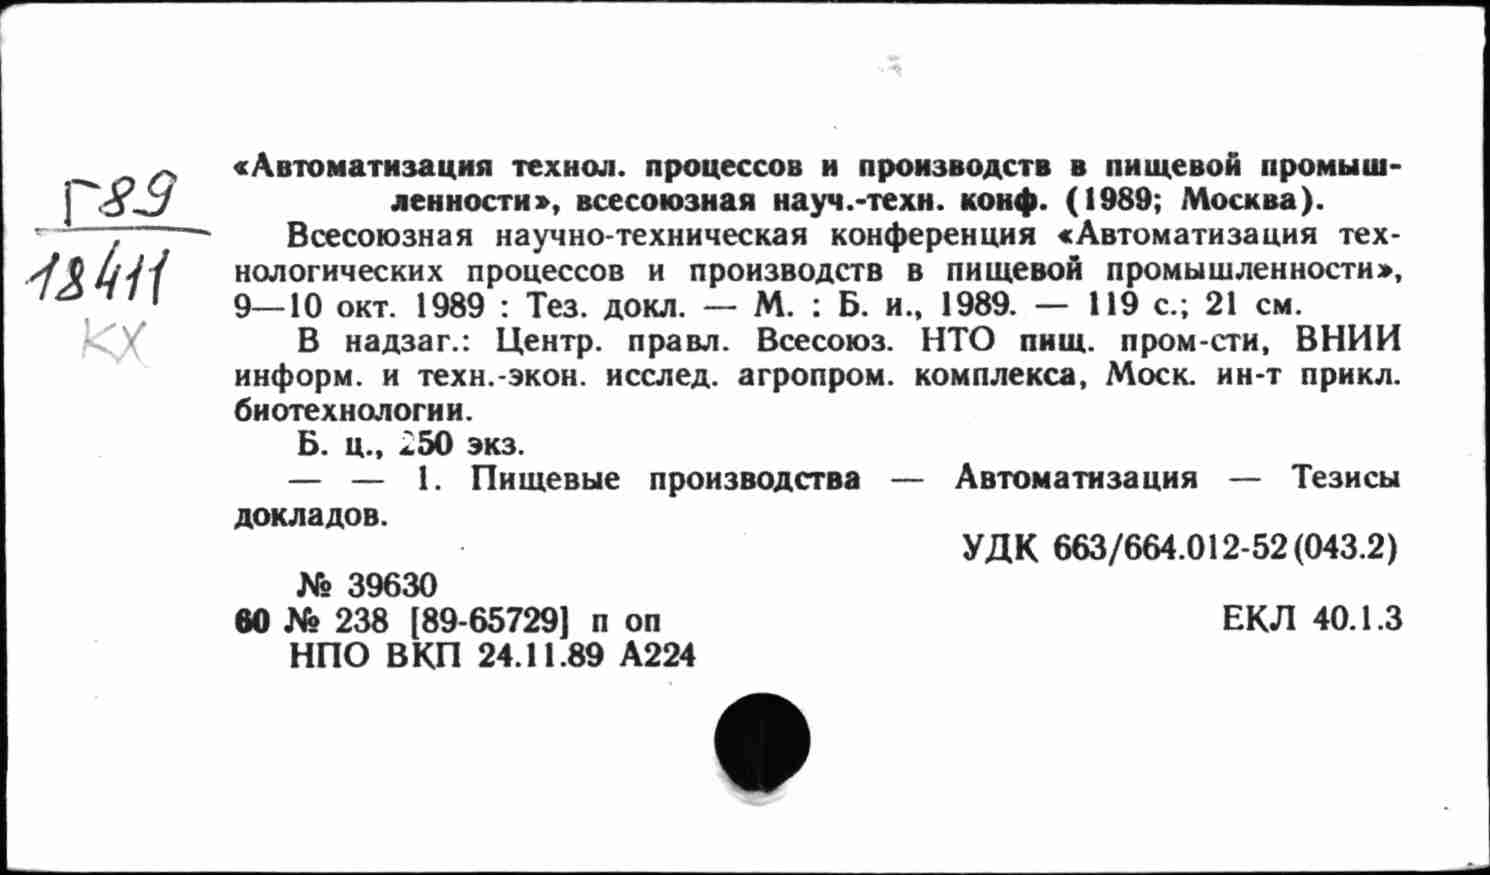 Г89
18411
КХ
«Автоматизация технол. процессов и производств в пищевой промыш-
ленности», всесоюзная науч.-техн. конф. (1989; Москва).
Всесоюзная научно-техническая конференция «Автоматизация тех-
нологических процессов и производств в пищевой промышленности»,
9—10 окт. 1989 : Тез. докл. — М. : Б. и., 1989. — 119 с.; 21 см.
В надзаг.: Центр. правл. Всесоюз. НТО пищ. пром-сти, ВНИИ
информ. и техн.-экон. исслед. агропром. комплекса, Моск. ин-т прикл.
биотехнологии.
Б. ц., 250 экз.
— — 1. Пищевые производства — Автоматизация — Тезисы
докладов.
УДК 663/664.012-52(043.2)
№ 39630
60 № 238 [89-65729] п оп ЕКЛ 40.1.3
НПО ВКП 24.11.89 А224